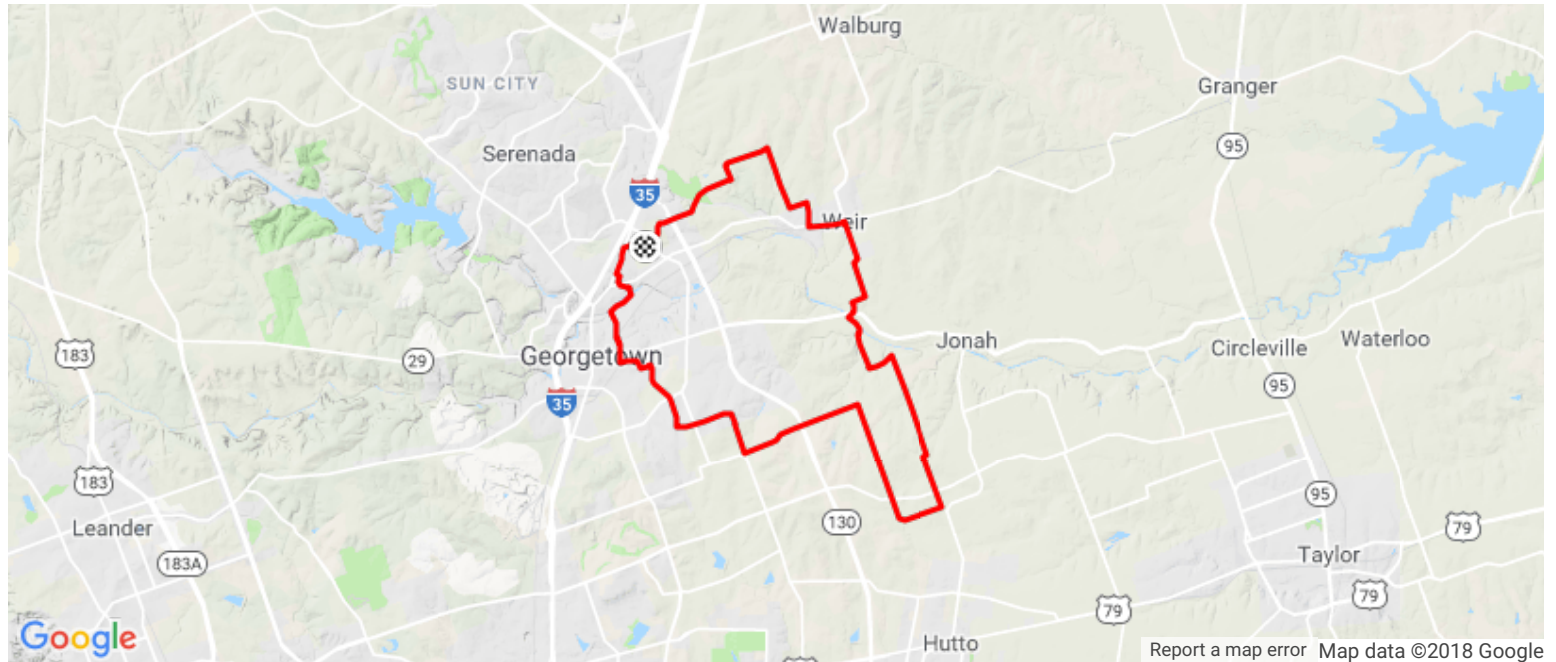 Walburg
SUN CITY
Granger
95
Serenada
35
Weir
183
29
Georgetown
Jonah
Circleville
Waterloo
35
95
183
95
Leander
130
79
183A
Taylor
79
79
Google
Hutto
Report a map error
Map data ©2018 Google